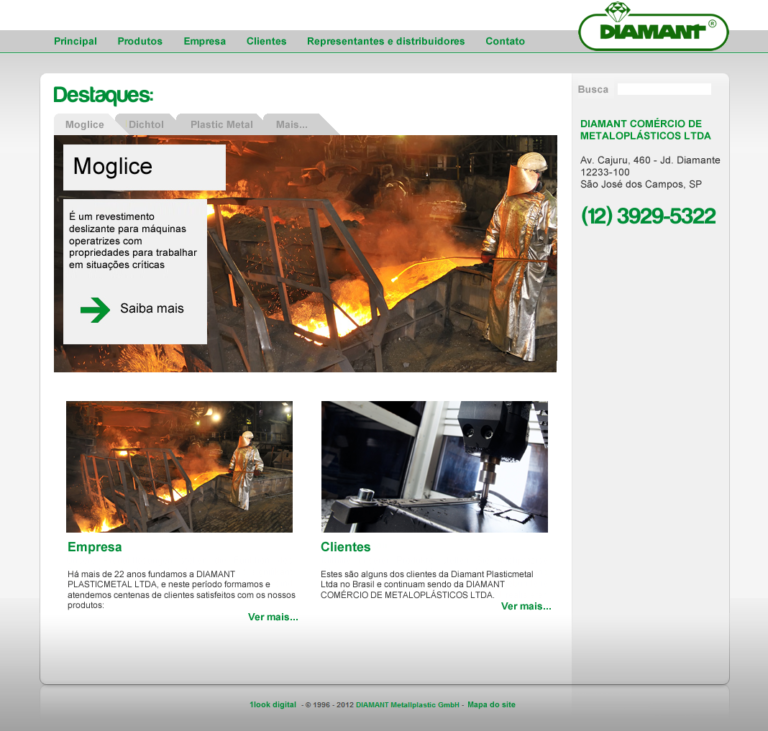 Principal Produtos Empresa Clientes Representantes e distribuidores Contato
DIAMANT®
Destaques:
Busca
Moglice Dichtol Plastic Metal Mais...
Moglice
É um revestimento
deslizante para máquinas
operatrizes com
propriedades para trabalhar
em situações críticas
Saiba mais
DIAMANT COMÉRCIO DE
METALOPLÁSTICOS LTDA
Av. Cajuru, 460 - Jd. Diamante
12233-100
São José dos Campos, SP
(12) 3929-5322
Empresa
Há mais de 22 anos fundamos a DIAMANT
PLASTICMETAL LTDA, e neste período formamos e
atendemos centenas de clientes satisfeitos com os nossos
produtos:
Ver mais...
Clientes
Estes são alguns dos clientes da Diamant Plasticmetal
Ltda no Brasil e continuam sendo da DIAMANT
COMÉRCIO DE METALOPLÁSTICOS LTDA.
Ver mais...
1look digital - © 1996 - 2012 DIAMANT Metallplastic GmbH - Mapa do site